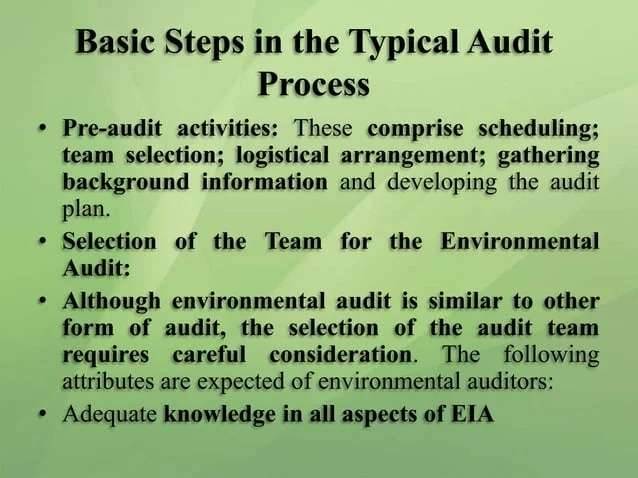 Basic Steps in the Typical Audit
Process
• Pre-audit activities: These comprise scheduling;
team selection; logistical arrangement; gathering
background information and developing the audit
plan.
• Selection of the Team for the Environmental
Audit:
• Although environmental audit is similar to other
form of audit, the selection of the audit team
requires careful consideration. The following
attributes are expected of environmental auditors:
• Adequate knowledge in all aspects of EIA